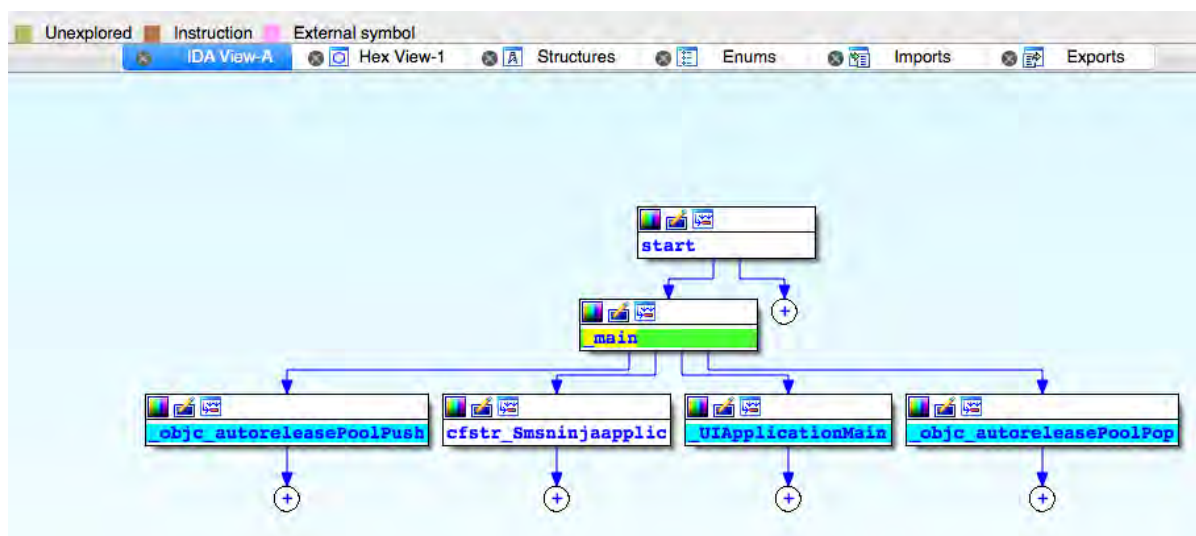 Unexplored Instruction External symbol
IDA View-A Hex View-1 Structures Enums Imports Exports
start
_main
_objc_autoreleasePoolPush cfstr_Smsninjaapplic _UIApplicationMain _objc_autoreleasePoolPop